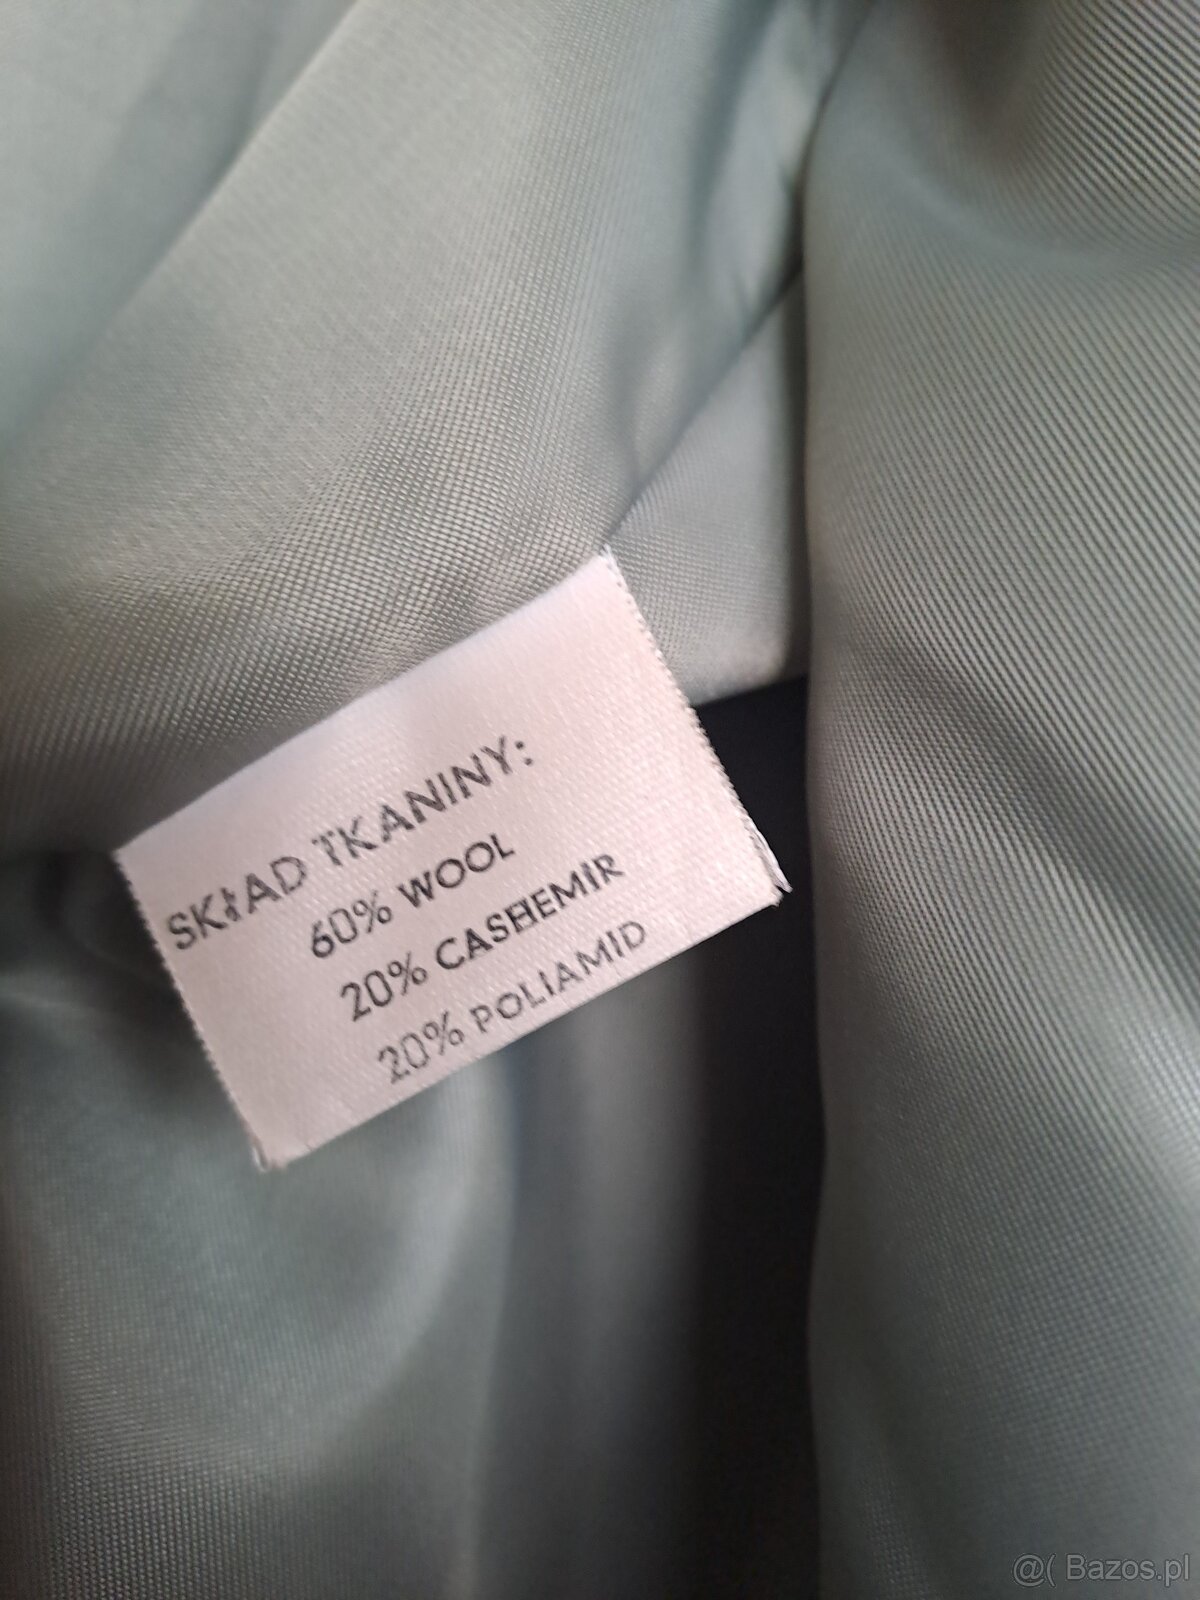 SKŁAD TKANINY:
60% WOOL
20% CASHEMIR
20% POLIAMID
@( Bazos.pl